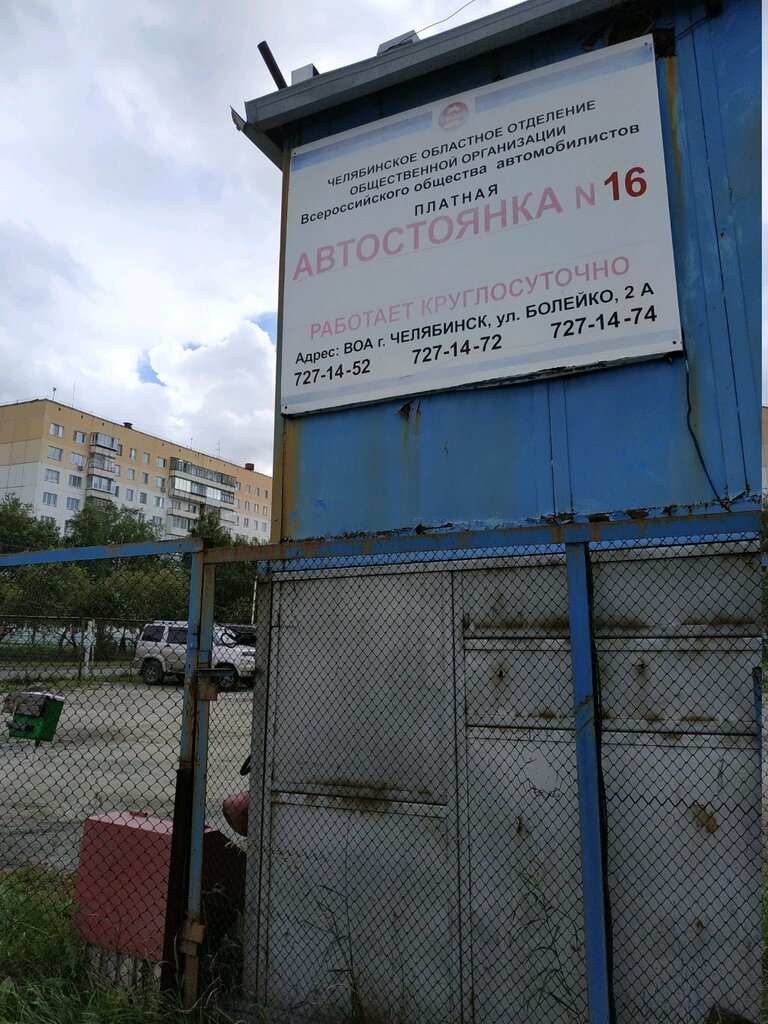 ЧЕЛЯБИНСКОЕ ОБЛАСТНОЕ ОТДЕЛЕНИЕ
ОБЩЕСТВЕННОЙ ОРГАНИЗАЦИИ
Всероссийского общества автомобилистов
ПЛАТНАЯ
АВТОСТОЯНКА N 16
РАБОТАЕТ КРУГЛОСУТОЧНО
Адрес: ВОА г. ЧЕЛЯБИНСК, ул. БОЛЕЙКО, 2 А
727-14-52 727-14-72 727-14-74